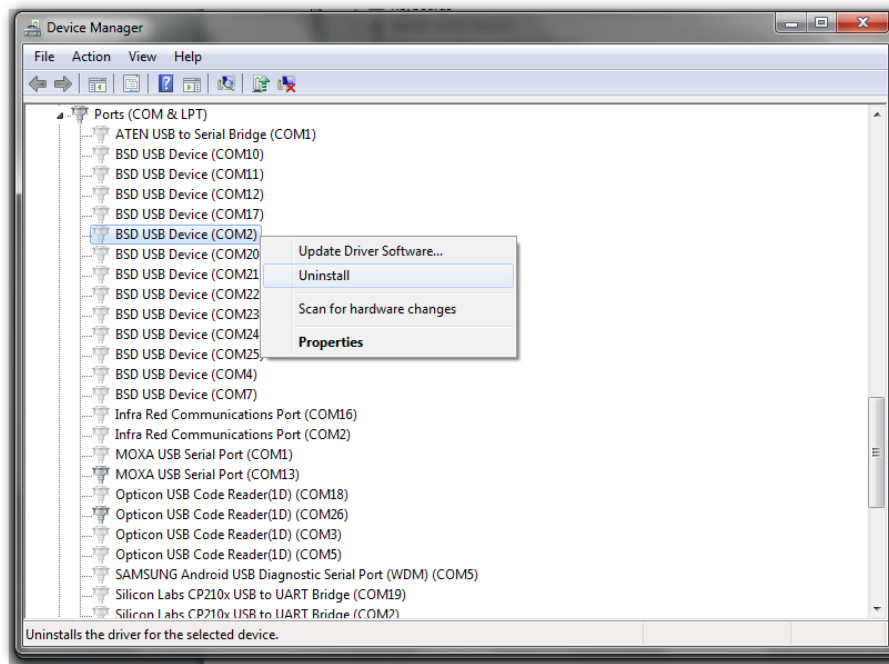 Keyboards
Device Manager
File Action View Help
Ports (COM & LPT)
ATEN USB to Serial Bridge (COM1)
BSD USB Device (COM10)
BSD USB Device (COM11)
BSD USB Device (COM12)
BSD USB Device (COM17)
BSD USB Device (COM2)
BSD USB Device (COM20
BSD USB Device (COM21
BSD USB Device (COM22
BSD USB Device (COM23
BSD USB Device (COM24
BSD USB Device (COM25)
BSD USB Device (COM4)
BSD USB Device (COM7)
Update Driver Software...
Uninstall
Scan for hardware changes
Properties
Infra Red Communications Port (COM16)
Infra Red Communications Port (COM2)
MOXA USB Serial Port (COM1)
MOXA USB Serial Port (COM13)
Opticon USB Code Reader(1D) (COM18)
Opticon USB Code Reader(1D) (COM26)
Opticon USB Code Reader(1D) (COM3)
Opticon USB Code Reader(1D) (COM5)
SAMSUNG Android USB Diagnostic Serial Port (WDM) (COM5)
Silicon Labs CP210x USB to UART Bridge (COM19)
Silicon Labs CP210x USB to UART Bridge (COM2)
Uninstalls the driver for the selected device.